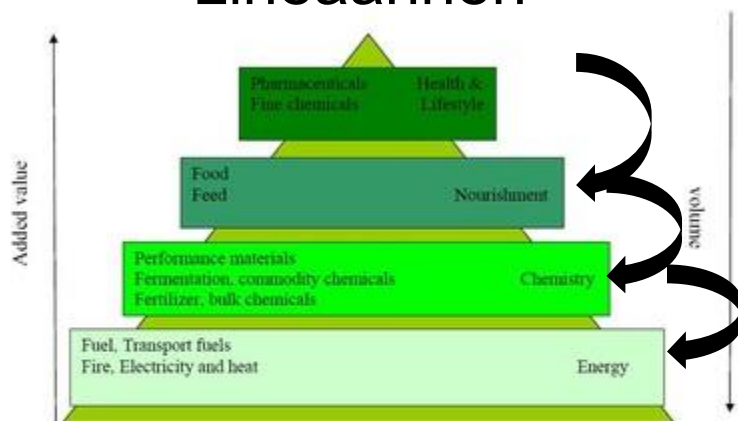 Pharmaceuticals Health &
Fine chemicals Lifestyle
Food
Feed Nourishment
Performance materials
Fermentation, commodity chemicals Chemistry
Fertilizer, bulk chemicals
Fuel, Transport fuels
Fire, Electricity and heat Energy
Added value
volume